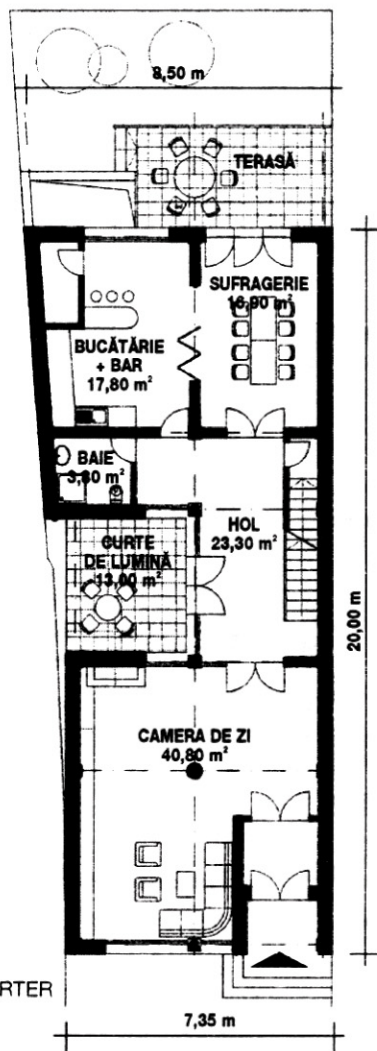 8,50 m
TERASĂ
SUFRAGERIE
16,90 m²
BUCĂTĂRIE
+ BAR
17,80 m²
BAIE
3,80 m²
HOL
23,30 m²
CURTE
DE LUMINĂ
13,00 m²
20,00 m
CAMERA DE ZI
40,80 m²
RTER
7,35 m